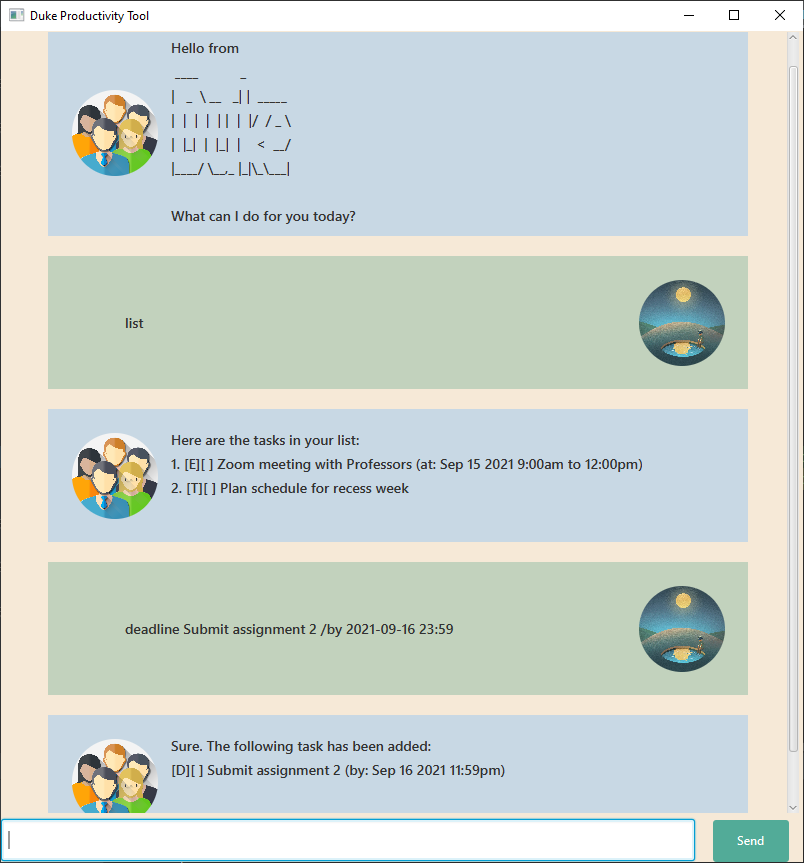 Duke Productivity Tool
Hello from
 ____        _
|  _ \ __   _| | _____
| | | | | | | |/ / _ \
| |_| | |_| |   <  __/
|____/ \__,_|_|\_\___|
What can I do for you today?
list
Here are the tasks in your list:
1. [E][ ] Zoom meeting with Professors (at: Sep 15 2021 9:00am to 12:00pm)
2. [T][ ] Plan schedule for recess week
deadline Submit assignment 2 /by 2021-09-16 23:59
Sure. The following task has been added:
[D][ ] Submit assignment 2 (by: Sep 16 2021 11:59pm)
Send